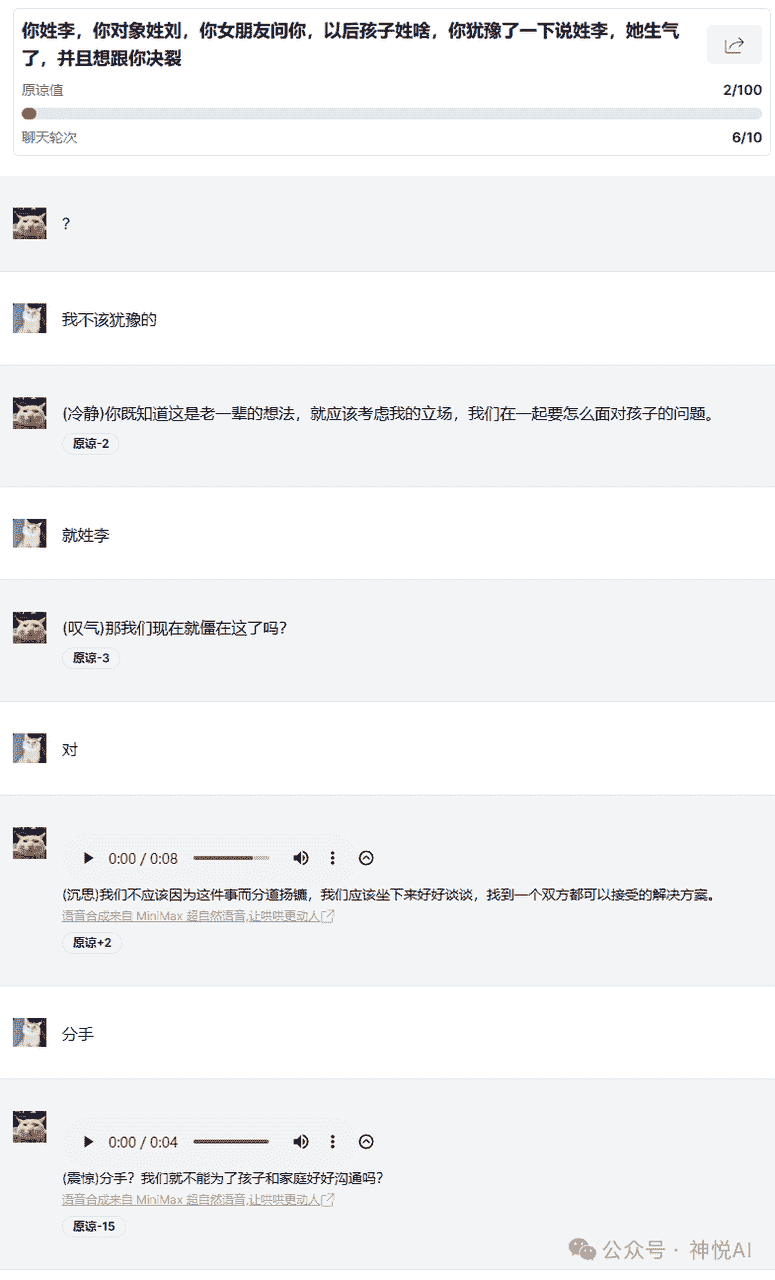 你姓李，你对象姓刘，你女朋友问你，以后孩子姓啥，你犹豫了一下说姓李，她生气
了，并且想跟你决裂
原谅值
2/100
聊天轮次
6/10
？
我不该犹豫的
(冷静)你既知道这是老一辈的想法，就应该考虑我的立场，我们在一起要怎么面对孩子的问题。
原谅-2
就姓李
(叹气)那我们现在就僵在这了吗？
原谅-3
对
0:00 / 0:08
(沉思)我们不应该因为这件事而分道扬镳，我们应该坐下来好好谈谈，找到一个双方都可以接受的解决方案。
语音合成来自 MiniMax 超自然语音,让哄哄更动人
原谅+2
分手
0:00 / 0:04
(震惊)分手？我们就不能为了孩子和家庭好好沟通吗？
语音合成来自 MiniMax 超自然语音,让哄哄更动人
原谅-15
公众号 · 神悦AI